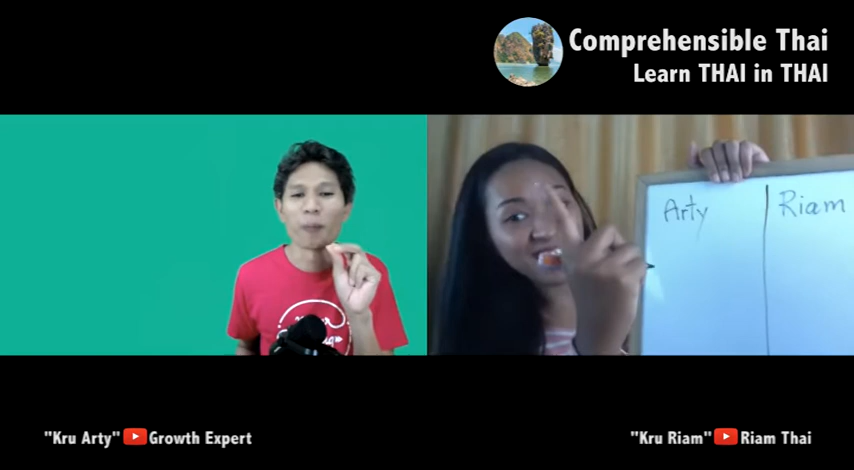 Comprehensible Thai
Learn THAI in THAI
Arty
Riam
"Kru Arty" Growth Expert
"Kru Riam" Riam Thai